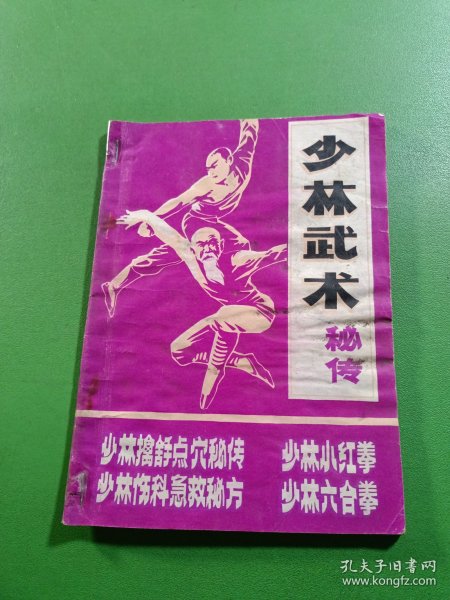 少林武术
秘传
少林擒舒点穴秘传
少林伤科急救秘方
少林小红拳
少林六合拳
孔夫子旧书网
www.kongfz.com